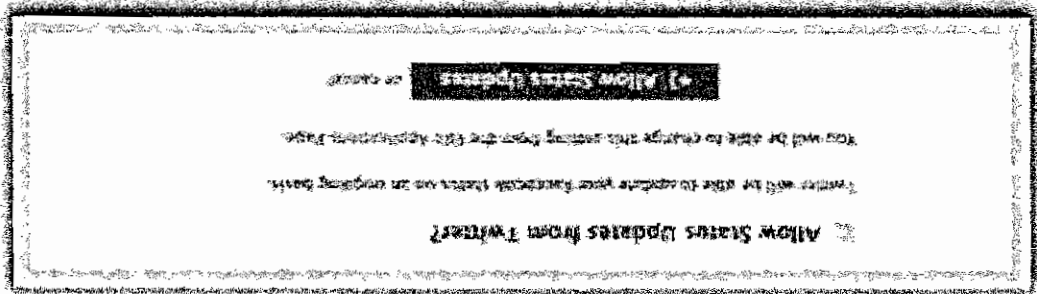 Allow Status Updates from Twitter?
Twitter will be able to update your Facebook status on an ongoing basis.
You will be able to change this setting from the Edit Applications Page.
Allow Status Updates or cancel